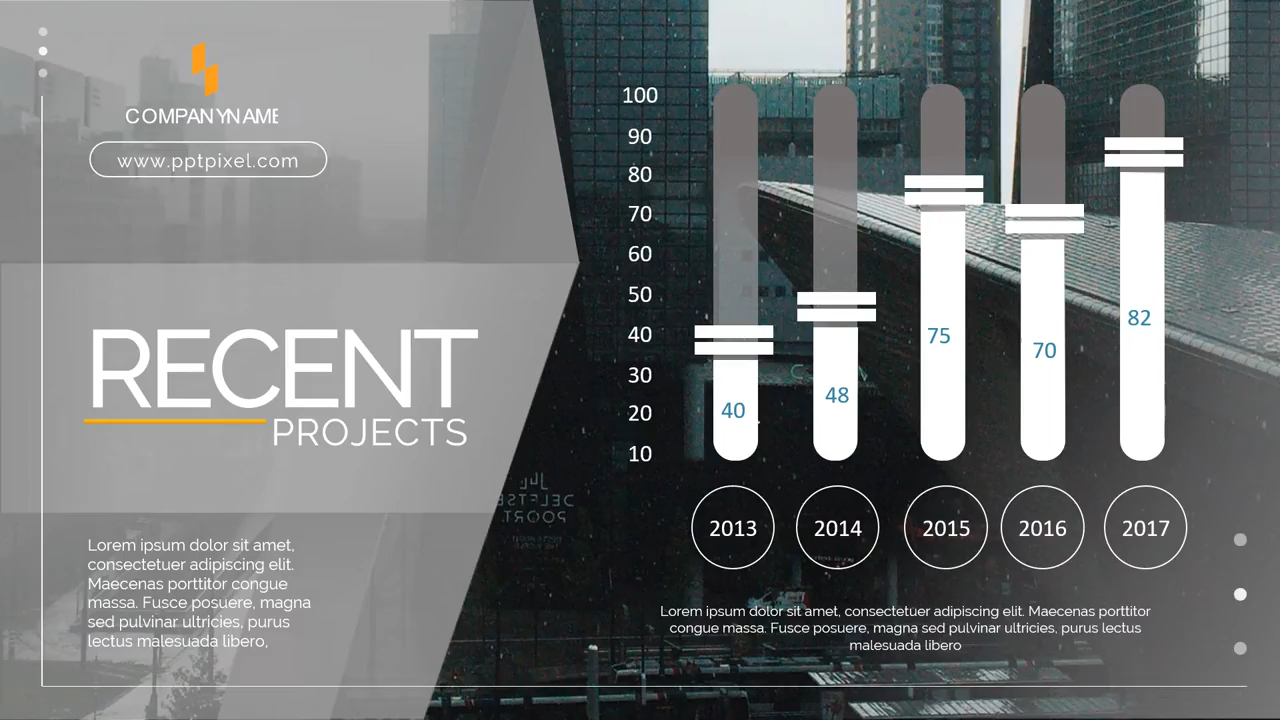 COMPANYNAME
www.pptpixel.com
RECENT
PROJECTS
Lorem ipsum dolor sit amet,
consectetuer adipiscing elit.
Maecenas porttitor congue
massa. Fusce posuere, magna
sed pulvinar ultricies, purus
lectus malesuada libero,
100
90
80
70
60
50
40
30
20
10
40
48
75
70
82
2013
2014
2015
2016
2017
DELFTSE
POORT
Lorem ipsum dolor sit amet, consectetuer adipiscing elit. Maecenas porttitor
congue massa. Fusce posuere, magna sed pulvinar ultricies, purus lectus
malesuada libero